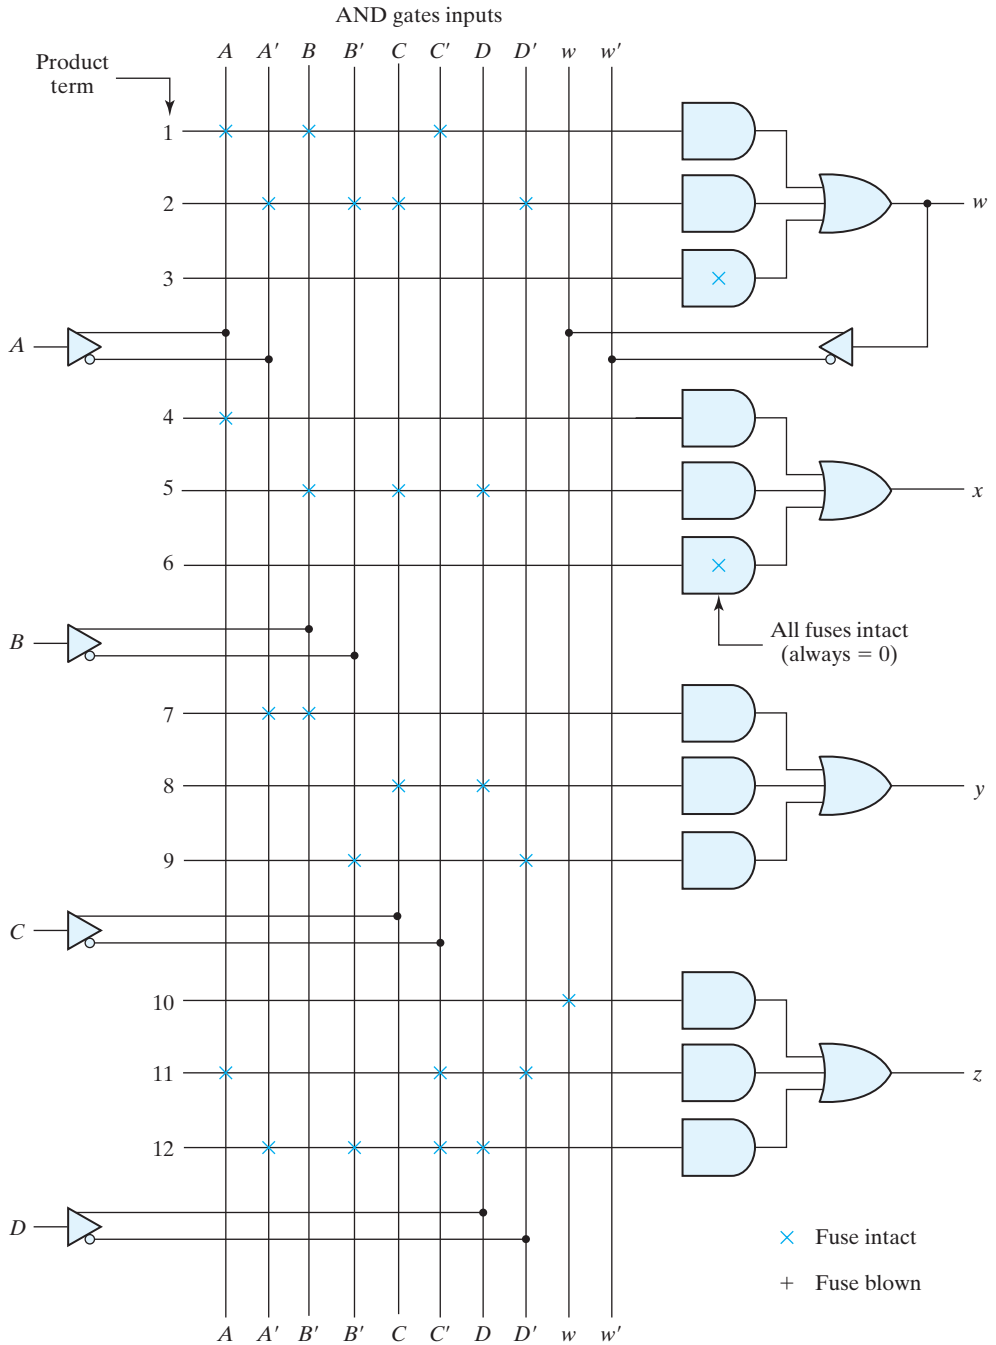 AND gates inputs
A A′ B B′ C C′ D D′ w w′
Product
term
1
2
w
3
A
4
5
x
6
B
All fuses intact
(always = 0)
7
8
y
9
C
10
11
z
12
D
× Fuse intact
+ Fuse blown
A A′ B′ B′ C C′ D D′ w w′